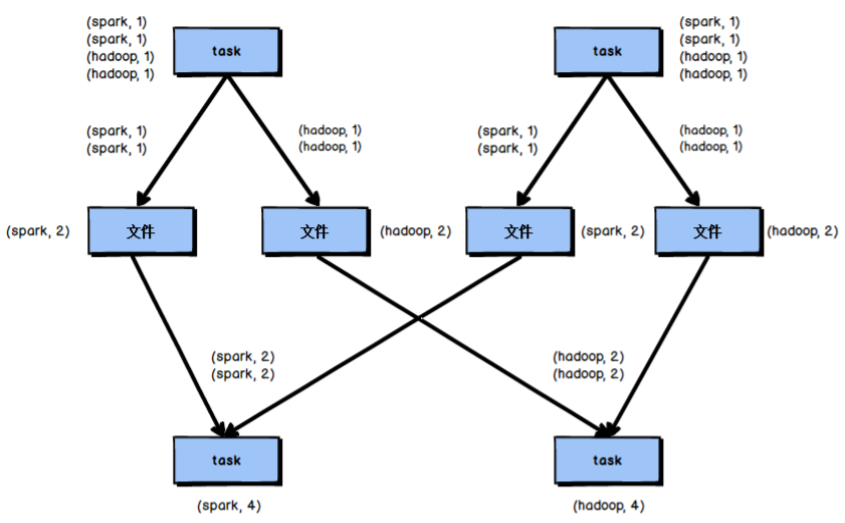 (spark, 1)
(spark, 1)
(hadoop, 1)
(hadoop, 1)
task
task
(spark, 1)
(spark, 1)
(hadoop, 1)
(hadoop, 1)
(spark, 1)
(spark, 1)
(hadoop, 1)
(hadoop, 1)
(spark, 1)
(spark, 1)
(hadoop, 1)
(hadoop, 1)
(spark, 2)
文件
文件
(hadoop, 2)
文件
(spark, 2)
文件
(hadoop, 2)
(spark, 2)
(spark, 2)
(hadoop, 2)
(hadoop, 2)
task
task
(spark, 4)
(hadoop, 4)